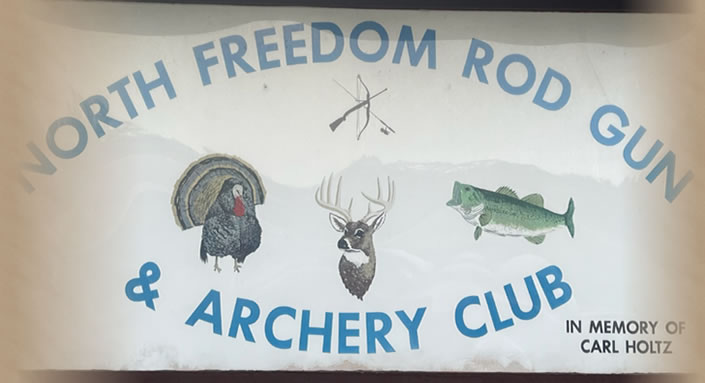 NORTH FREEDOM ROD GUN
& ARCHERY CLUB
IN MEMORY OF
CARL HOLTZ